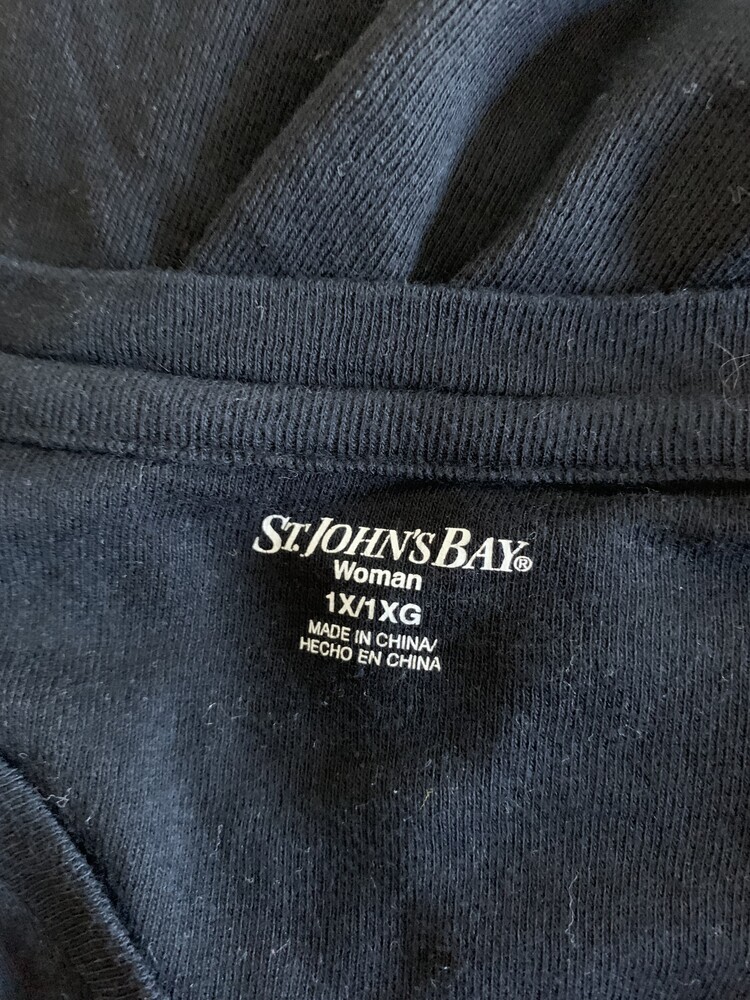 ST. JOHN'S BAY®
Woman
1X/1XG
MADE IN CHINA/
HECHO EN CHINA